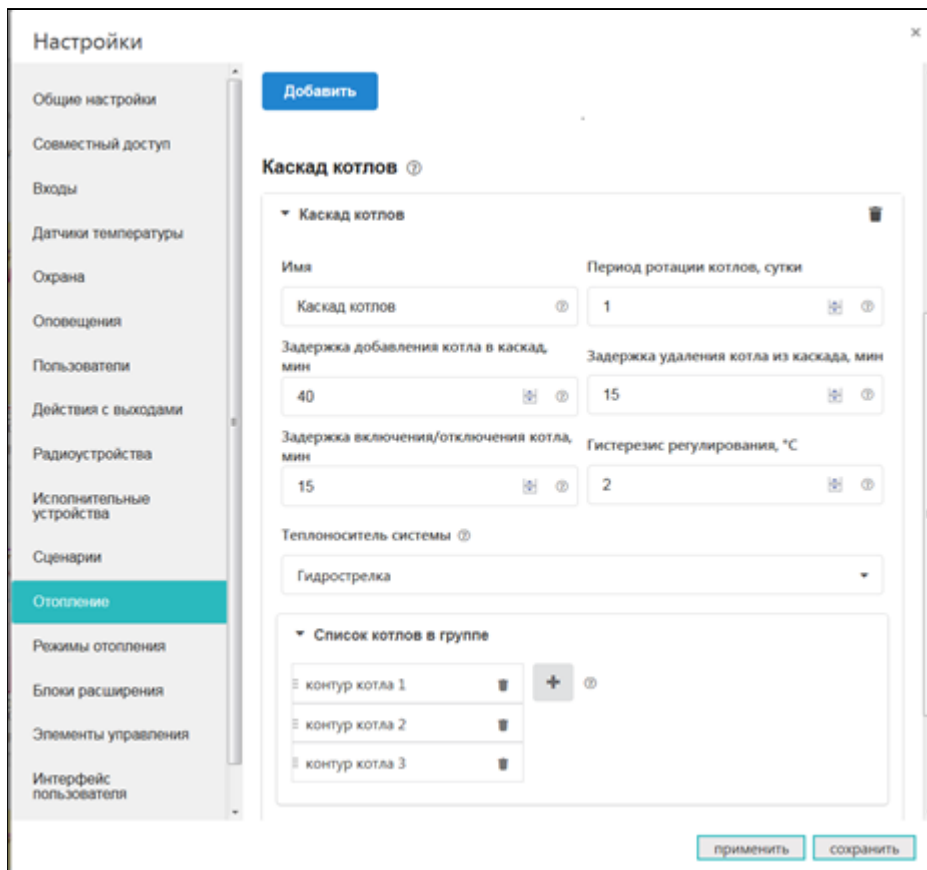 Настройки
Общие настройки
Совместный доступ
Входы
Датчики температуры
Охрана
Оповещения
Пользователи
Действия с выходами
Радиоустройства
Исполнительные
устройства
Сценарии
Отопление
Режимы отопления
Блоки расширения
Элементы управления
Интерфейс
пользователя
Добавить
Каскад котлов
Каскад котлов
Имя
Каскад котлов
Период ротации котлов, сутки
1
Задержка добавления котла в каскад,
мин
40
Задержка удаления котла из каскада, мин
15
Задержка включения/отключения котла,
мин
15
Гистерезис регулирования, °C
2
Теплоноситель системы
Гидрострелка
Список котлов в группе
контур котла 1
контур котла 2
контур котла 3
применить
сохранить